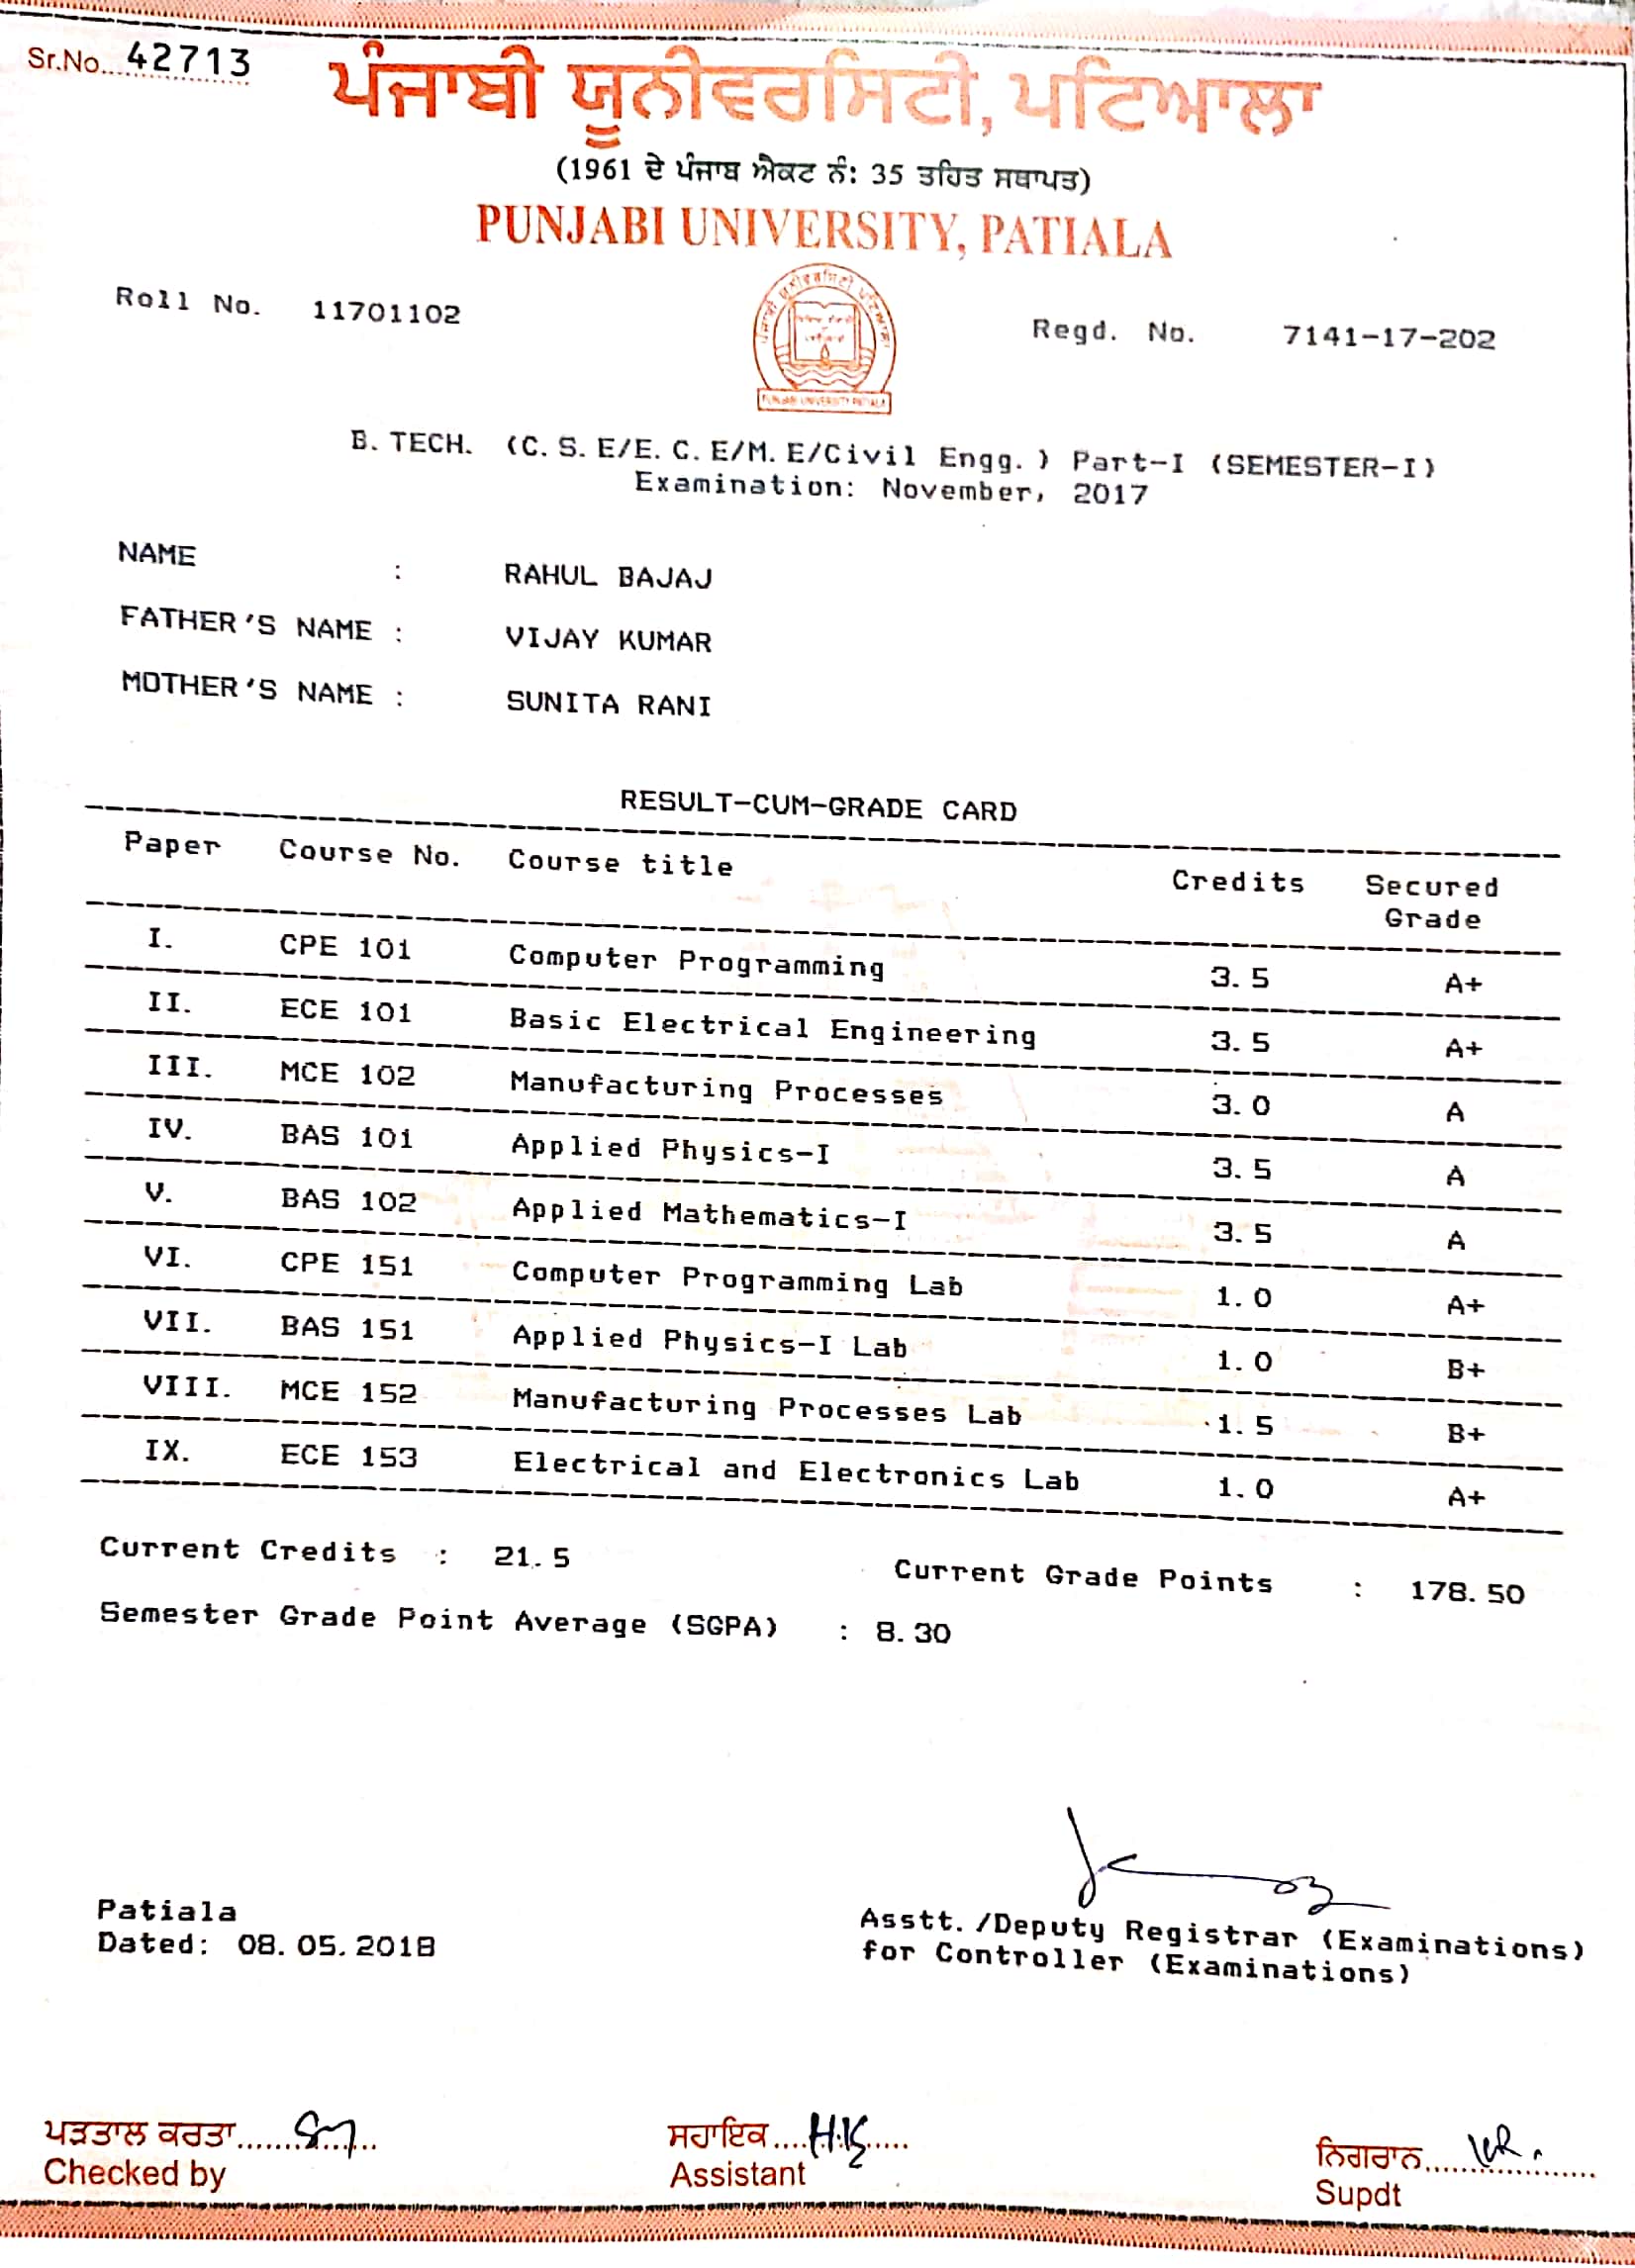 Sr.No. 42713
ਪੰਜਾਬੀ ਯੂਨੀਵਰਸਿਟੀ, ਪਟਿਆਲਾ
(1961 ਦੇ ਪੰਜਾਬ ਐਕਟ ਨੰ: 35 ਤਹਿਤ ਸਥਾਪਤ)
PUNJABI UNIVERSITY, PATIALA
Roll No. 11701102
ਪੰਜਾਬੀ ਯੂਨੀਵਰਸਿਟੀ ਪਟਿਆਲਾ
PUNJABI UNIVERSITY PATIALA
Regd. No. 7141-17-202
B. TECH. (C. S. E/E. C. E/M. E/Civil Engg. ) Part-I (SEMESTER-I)
Examination: November, 2017
NAME : RAHUL BAJAJ
FATHER'S NAME : VIJAY KUMAR
MOTHER'S NAME : SUNITA RANI
RESULT-CUM-GRADE CARD
Paper Course No. Course title Credits Secured Grade
I. CPE 101 Computer Programming 3.5 A+
II. ECE 101 Basic Electrical Engineering 3.5 A+
III. MCE 102 Manufacturing Processes 3.0 A
IV. BAS 101 Applied Physics-I 3.5 A
V. BAS 102 Applied Mathematics-I 3.5 A
VI. CPE 151 Computer Programming Lab 1.0 A+
VII. BAS 151 Applied Physics-I Lab 1.0 B+
VIII. MCE 152 Manufacturing Processes Lab 1.5 B+
IX. ECE 153 Electrical and Electronics Lab 1.0 A+
Current Credits : 21.5 Current Grade Points : 178.50
Semester Grade Point Average (SGPA) : 8.30
Patiala
Dated: 08.05.2018
Asstt./Deputy Registrar (Examinations)
for Controller (Examinations)
ਪੜਤਾਲ ਕਰਤਾ
Checked by
ਸਹਾਇਕ H.K
Assistant
ਨਿਗਰਾਨ
Supdt